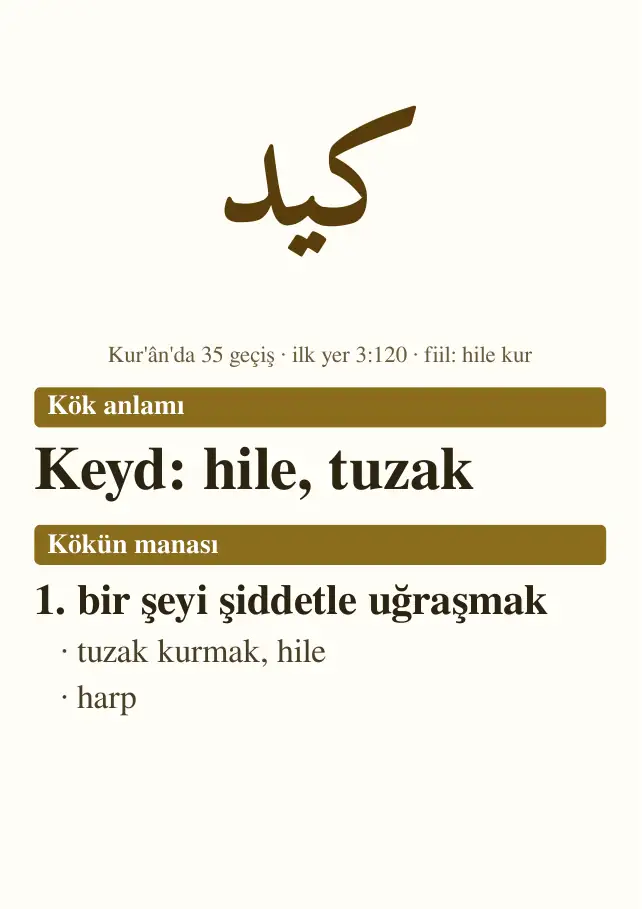 كيد
Kur'ân'da 35 geçiş · ilk yer 3:120 · fiil: hile kur
Kök anlamı
Keyd: hile, tuzak
Kökün manası
1. bir şeyi şiddetle uğraşmak
· tuzak kurmak, hile
· harp